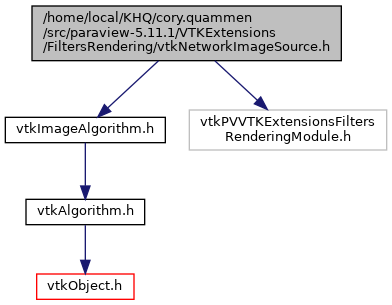 /home/local/KHQ/cory.quammen
/src/paraview-5.11.1/VTKExtensions
/FiltersRendering/vtkNetworkImageSource.h
vtkImageAlgorithm.h
vtkPVVTKExtensionsFilters
RenderingModule.h
vtkAlgorithm.h
vtkObject.h